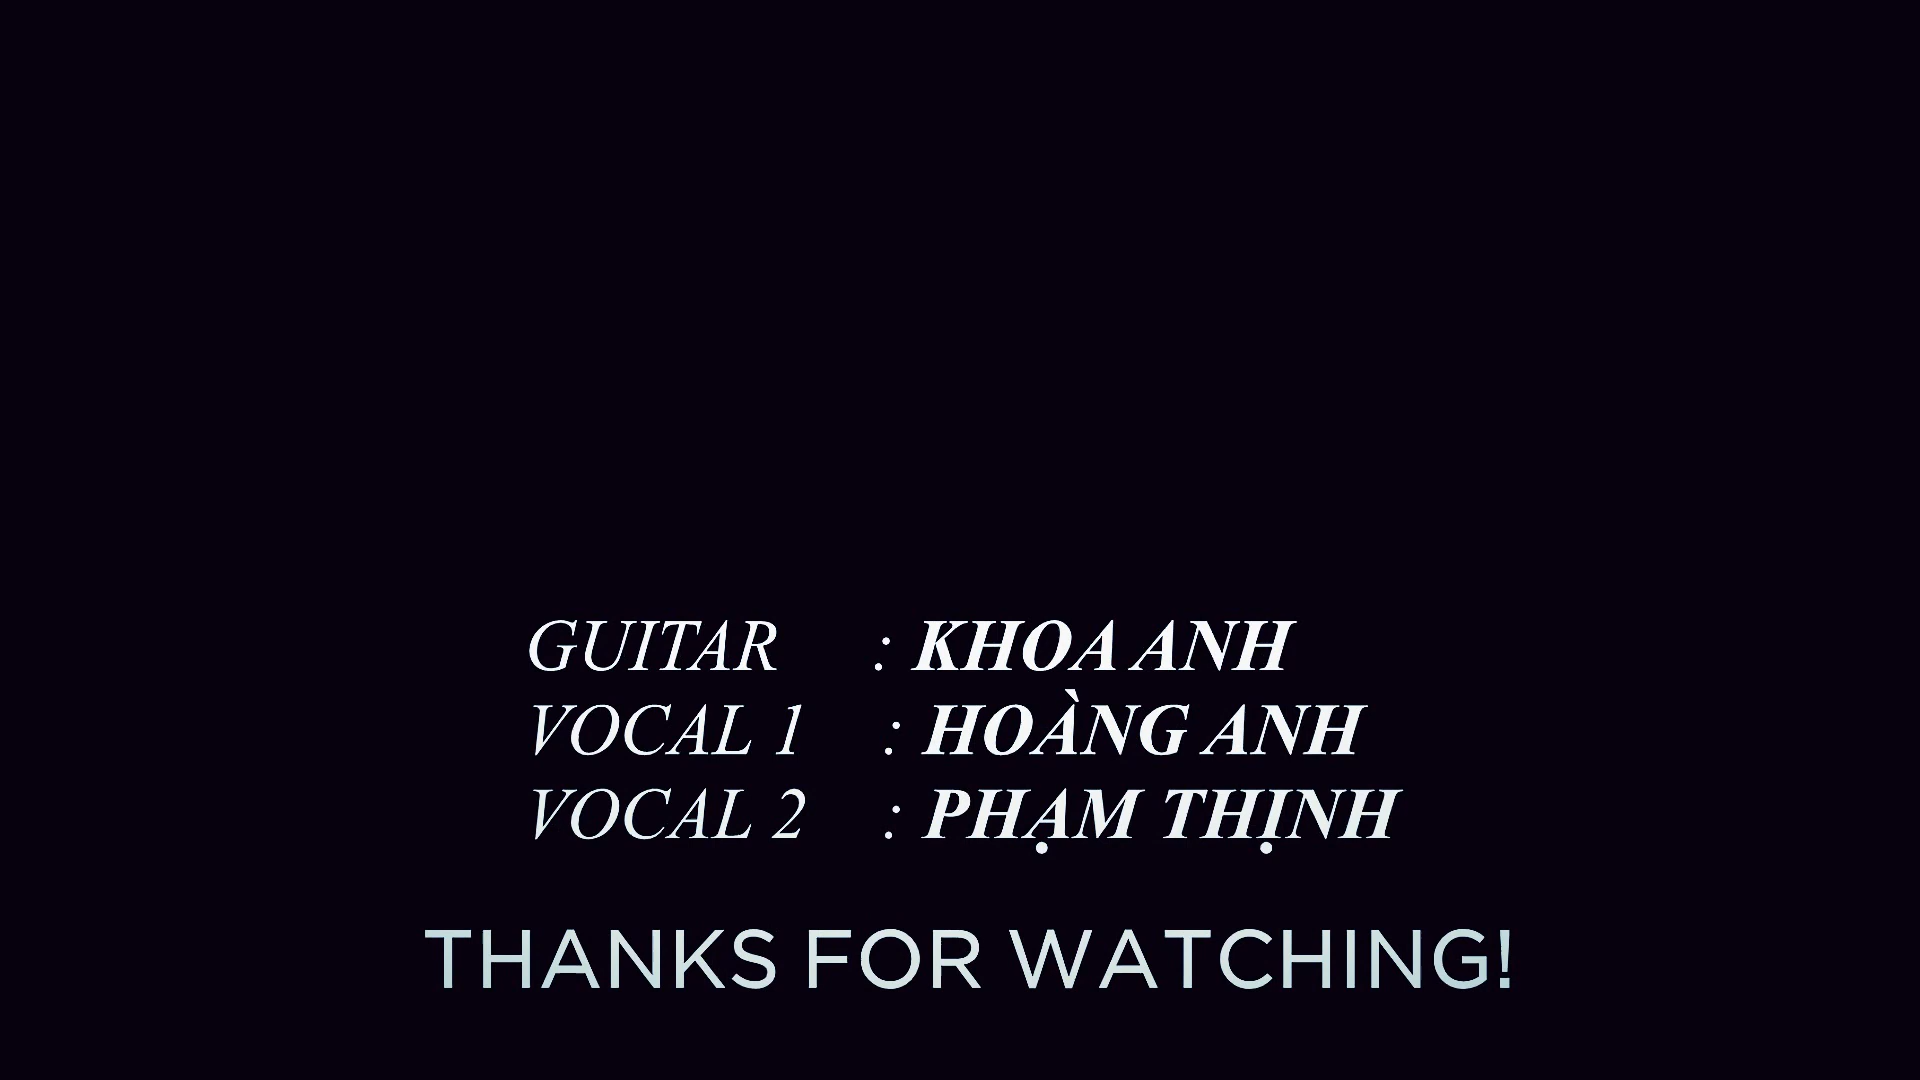 GUITAR : KHOA ANH
VOCAL 1 : HOÀNG ANH
VOCAL 2 : PHẠM THỊNH
THANKS FOR WATCHING!